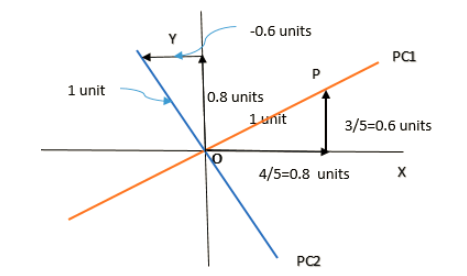 -0.6 units
Y
PC1
P
1 unit
0.8 units
1 unit
3/5=0.6 units
O
4/5=0.8 units
X
PC2